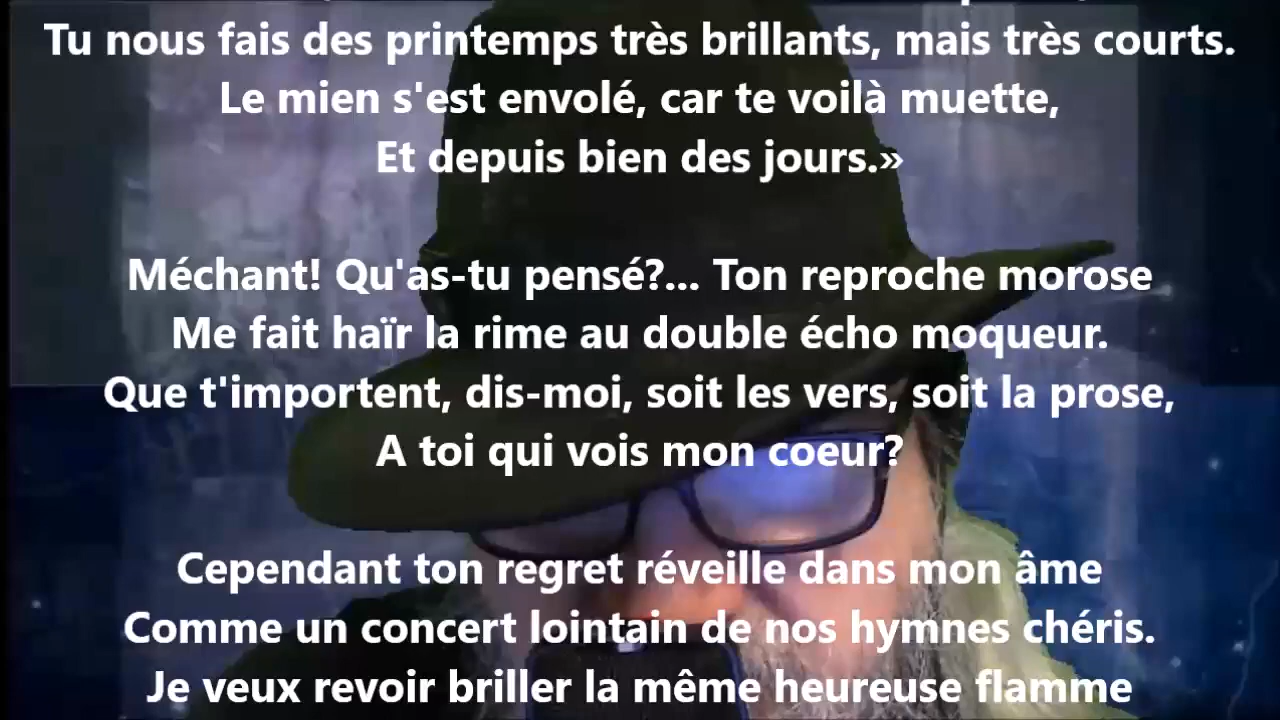 Tu nous fais des printemps très brillants, mais très courts.
Le mien s'est envolé, car te voilà muette,
Et depuis bien des jours.»
Méchant! Qu'as-tu pensé?... Ton reproche morose
Me fait haïr la rime au double écho moqueur.
Que t'importent, dis-moi, soit les vers, soit la prose,
A toi qui vois mon coeur?
Cependant ton regret réveille dans mon âme
Comme un concert lointain de nos hymnes chéris.
Je veux revoir briller la même heureuse flamme